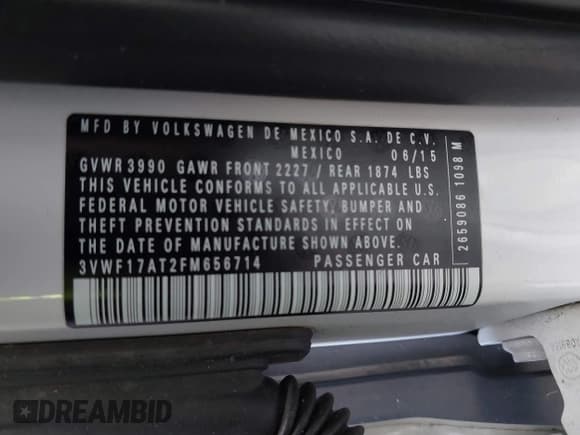 MFD BY VOLKSWAGEN DE MEXICO S.A. DE C.V.
MEXICO 06/15
GVWR 3990 GAWR FRONT 2227 / REAR 1874 LBS
THIS VEHICLE CONFORMS TO ALL APPLICABLE U.S.
FEDERAL MOTOR VEHICLE SAFETY, BUMPER AND
THEFT PREVENTION STANDARDS IN EFFECT ON THE
DATE OF MANUFACTURE SHOWN ABOVE.
3VWF17AT2FM656714 PASSENGER CAR
2659086 1098 M
DREAMBID